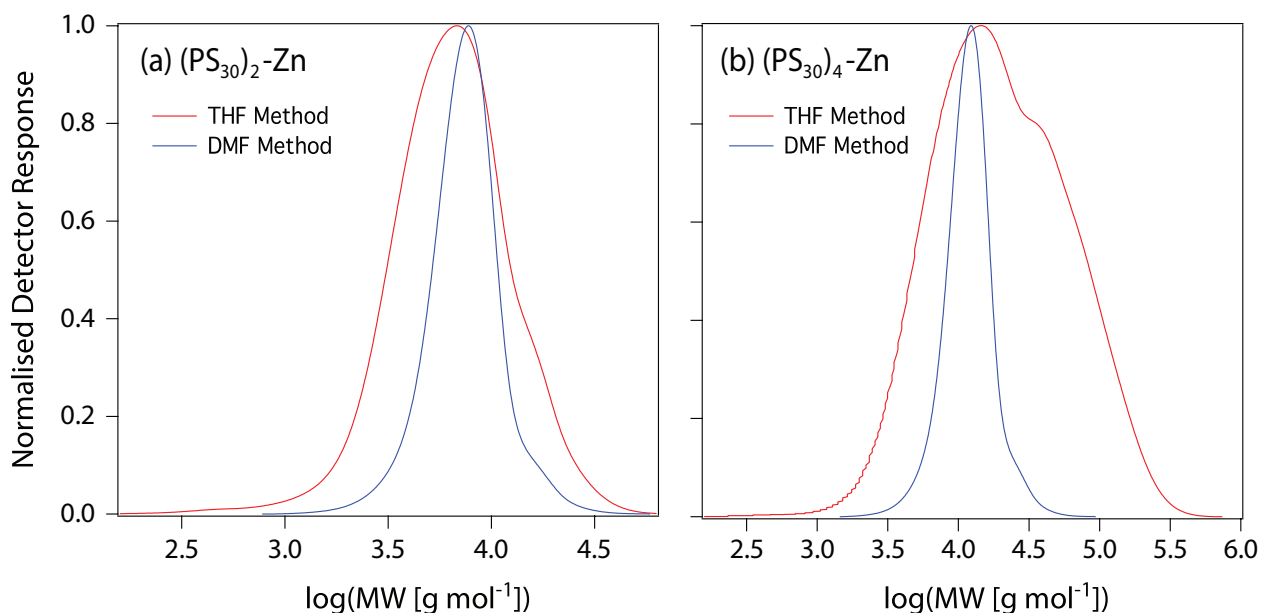 Normalised Detector Response
1.0
0.8
0.6
0.4
0.2
0.0
(a) (PS₃₀)₂-Zn
THF Method
DMF Method
2.5 3.0 3.5 4.0 4.5
log(MW [g mol⁻¹])
(b) (PS₃₀)₄-Zn
THF Method
DMF Method
2.5 3.0 3.5 4.0 4.5 5.0 5.5 6.0
log(MW [g mol⁻¹])